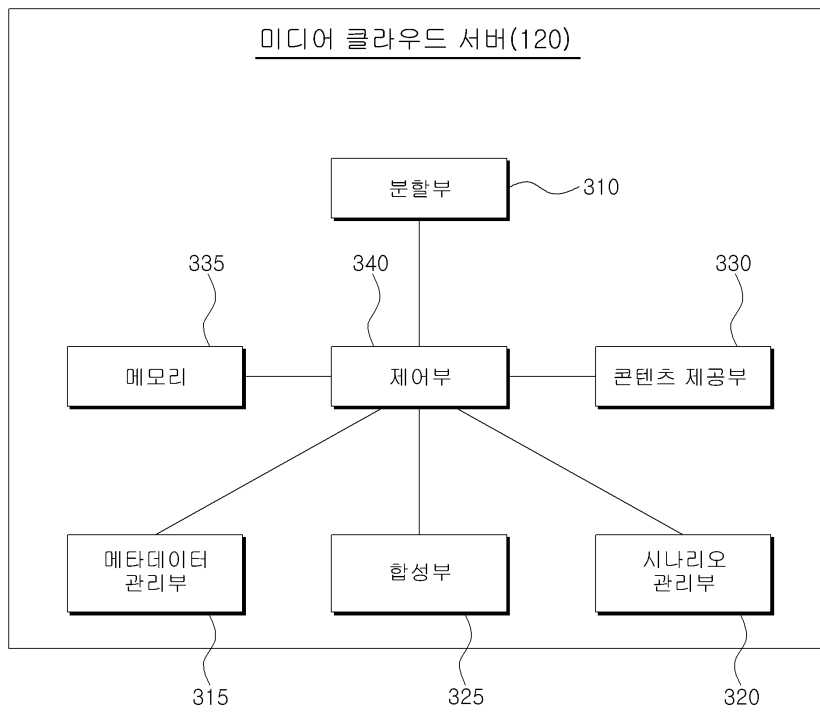 미디어 클라우드 서버(120)
분할부
310
335
340
330
메모리
제어부
콘텐츠 제공부
메타데이터
관리부
합성부
시나리오
관리부
315
325
320